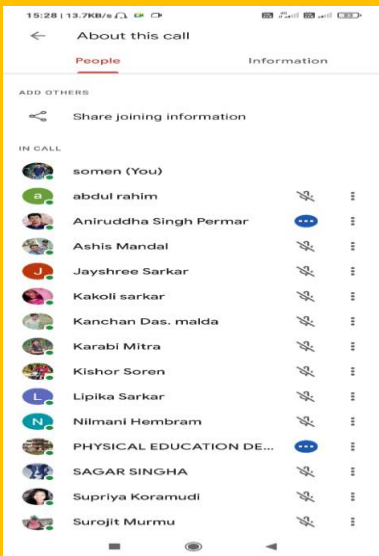 15:28 | 13.7KB/s
About this call
People Information
ADD OTHERS
Share joining information
IN CALL
somen (You)
a abdul rahim
Aniruddha Singh Permar
Ashis Mandal
J Jayshree Sarkar
Kakoli sarkar
Kanchan Das. malda
Karabi Mitra
Kishor Soren
L Lipika Sarkar
N Nilmani Hembram
PHYSICAL EDUCATION DE...
SAGAR SINGHA
Supriya Koramudi
Surojit Murmu